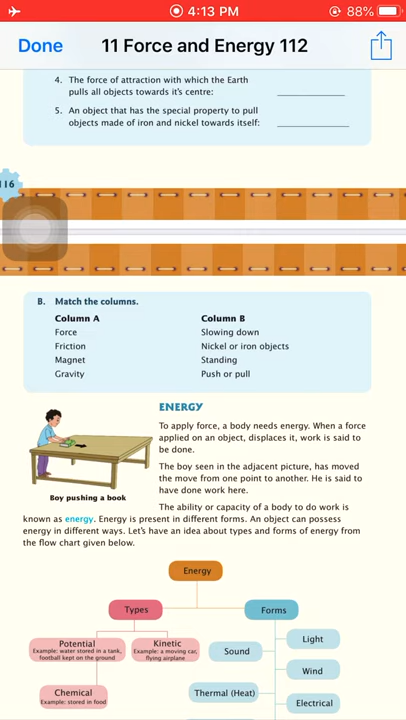 4:13 PM
88%
Done
11 Force and Energy 112
4. The force of attraction with which the Earth
pulls all objects towards it's centre:
5. An object that has the special property to pull
objects made of iron and nickel towards itself:
116
B. Match the columns.
Column A Column B
Force Slowing down
Friction Nickel or iron objects
Magnet Standing
Gravity Push or pull
ENERGY
To apply force, a body needs energy. When a force
applied on an object, displaces it, work is said to
be done.
The boy seen in the adjacent picture, has moved
the move from one point to another. He is said to
have done work here.
Boy pushing a book
The ability or capacity of a body to do work is
known as energy. Energy is present in different forms. An object can possess
energy in different ways. Let's have an idea about types and forms of energy from
the flow chart given below.
Energy
Types
Forms
Potential
Example: water stored in a tank,
football kept on the ground
Kinetic
Example: a moving car,
flying airplane
Sound
Light
Wind
Chemical
Example: stored in food
Thermal (Heat)
Electrical